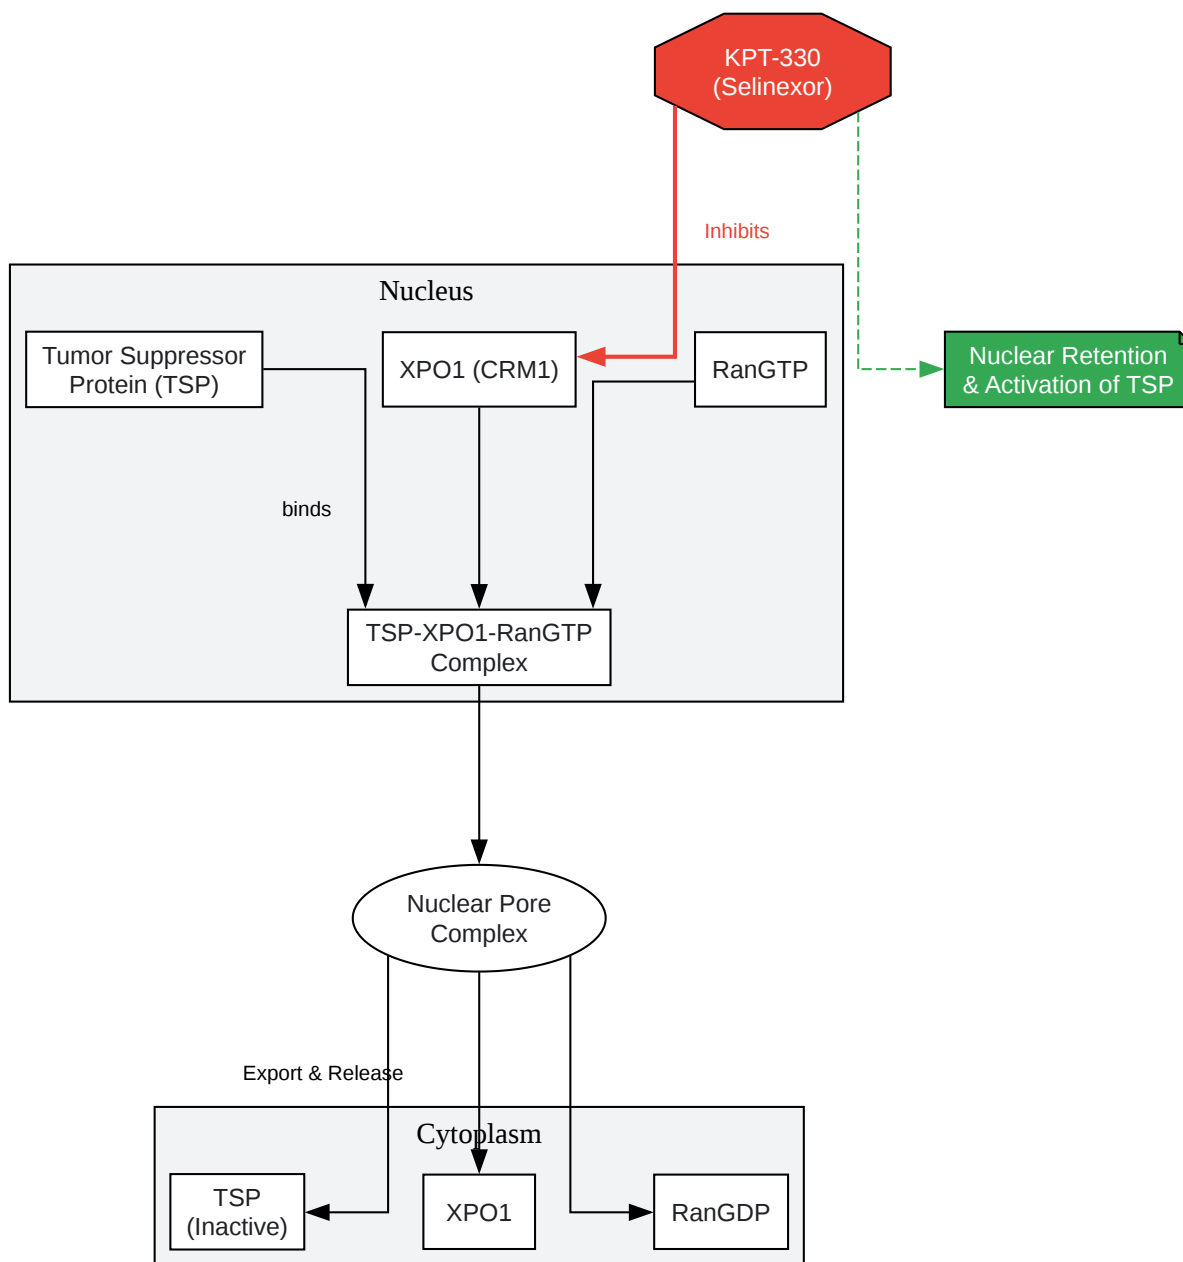 KPT-330
(Selinexor)
Inhibits
Nucleus
Tumor Suppressor
Protein (TSP)
XPO1 (CRM1)
RanGTP
Nuclear Retention
& Activation of TSP
binds
TSP-XPO1-RanGTP
Complex
Nuclear Pore
Complex
Export & Release
Cytoplasm
TSP
(Inactive)
XPO1
RanGDP